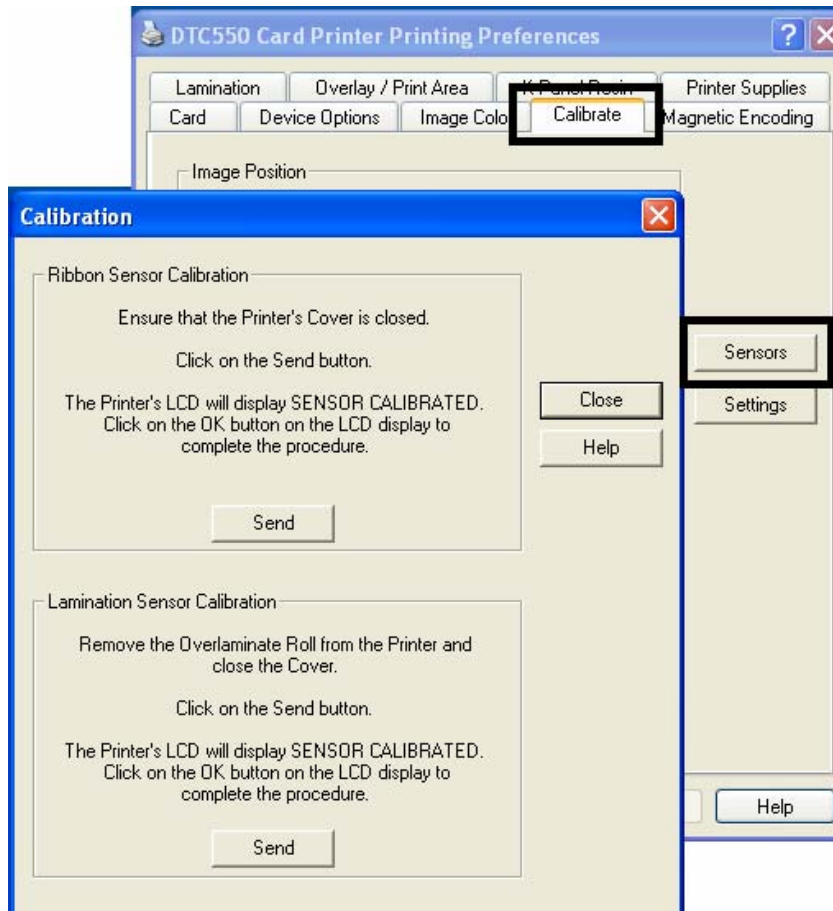 DTC550 Card Printer Printing Preferences
Lamination
Overlay / Print Area
K Panel Resin
Printer Supplies
Card
Device Options
Image Colo
Calibrate
Magnetic Encoding
Image Position
Calibration
Ribbon Sensor Calibration
Ensure that the Printer's Cover is closed.
Click on the Send button.
The Printer's LCD will display SENSOR CALIBRATED.
Click on the OK button on the LCD display to
complete the procedure.
Send
Close
Help
Sensors
Settings
Lamination Sensor Calibration
Remove the Overlaminate Roll from the Printer and
close the Cover.
Click on the Send button.
The Printer's LCD will display SENSOR CALIBRATED.
Click on the OK button on the LCD display to
complete the procedure.
Send
Help